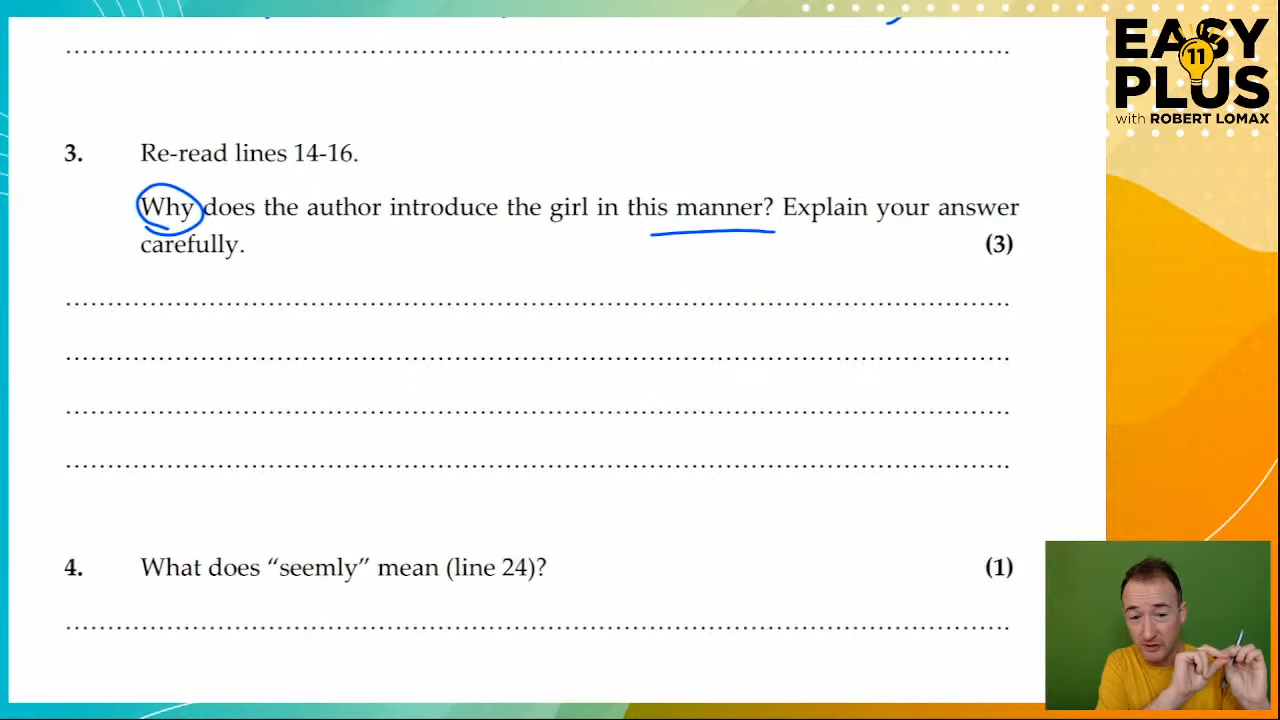 EASY
11
PLUS
with ROBERT LOMAX
3. Re-read lines 14-16.
Why does the author introduce the girl in this manner? Explain your answer
carefully. (3)
4. What does “seemly” mean (line 24)? (1)